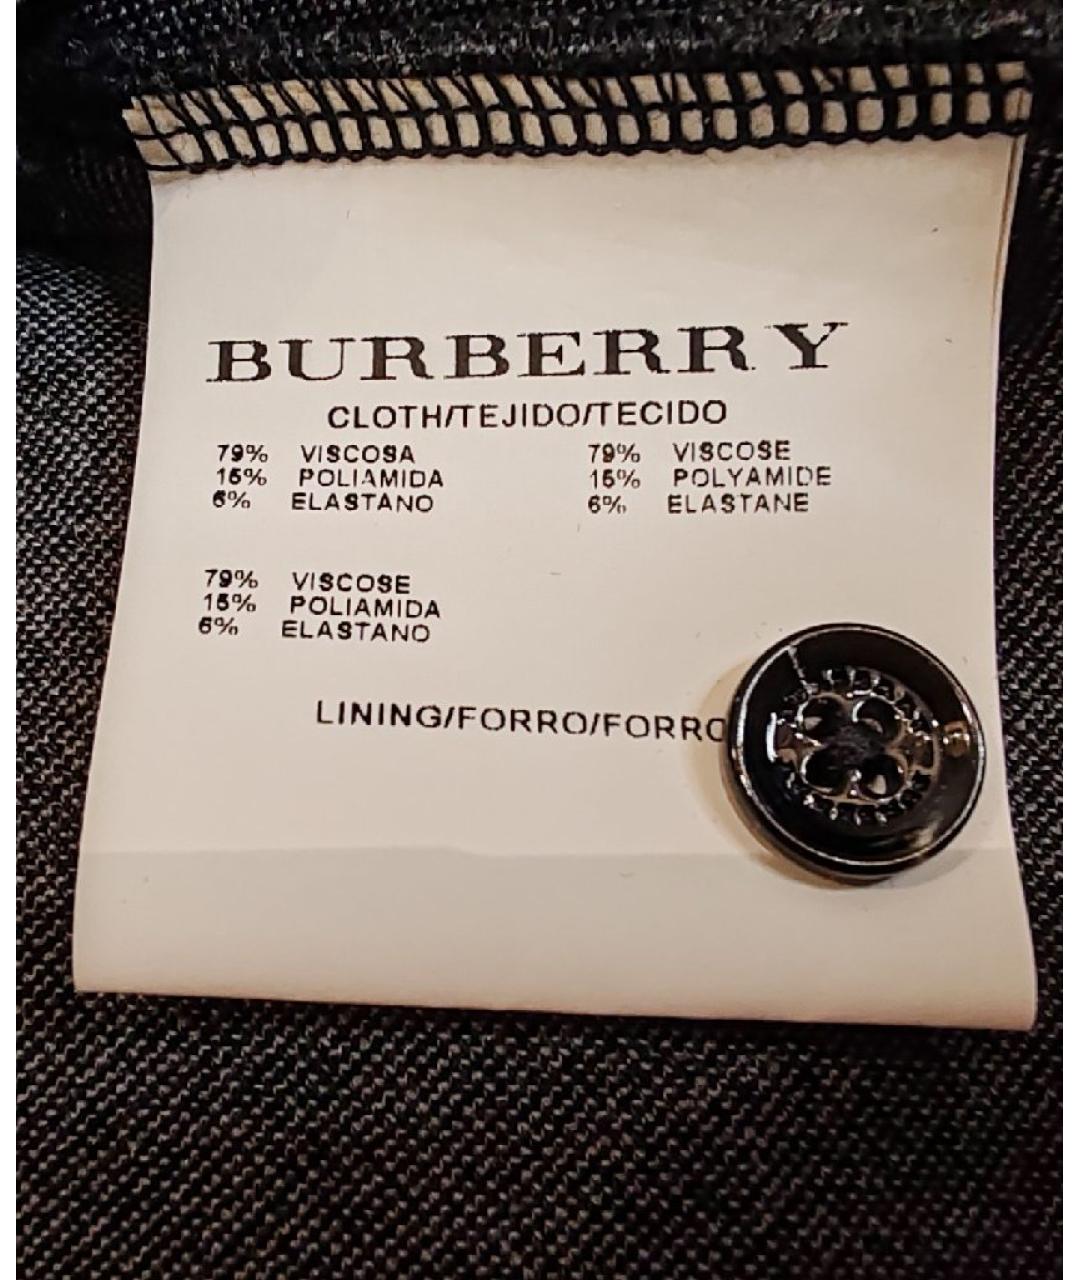 BURBERRY
CLOTH/TEJIDO/TECIDO
79% VISCOSA
15% POLIAMIDA
6% ELASTANO
79% VISCOSE
15% POLYAMIDE
6% ELASTANE
79% VISCOSE
15% POLIAMIDA
6% ELASTANO
LINING/FORRO/FORRO